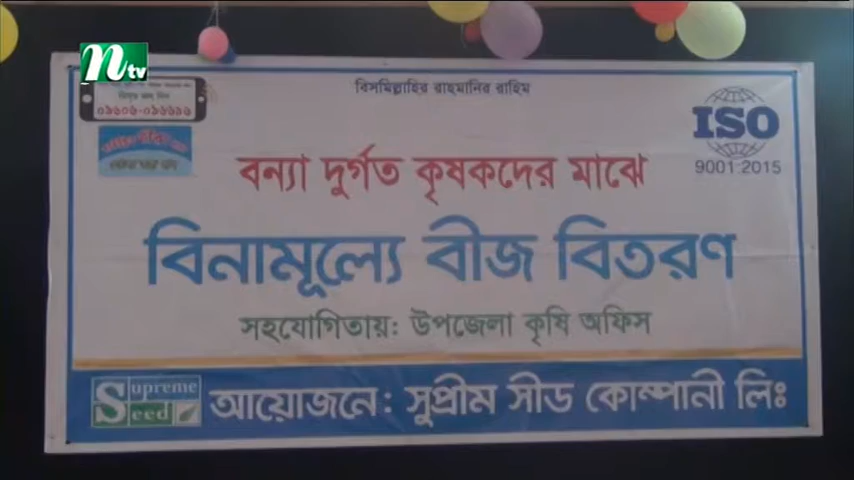 ntv
বিসমিল্লাহির রাহমানির রাহিম
ISO
9001:2015
বন্যা দুর্গত কৃষকদের মাঝে
বিনামূল্যে বীজ বিতরণ
সহযোগিতায়: উপজেলা কৃষি অফিস
Supreme
Seed
আয়োজনে: সুপ্রীম সীড কোম্পানী লিঃ